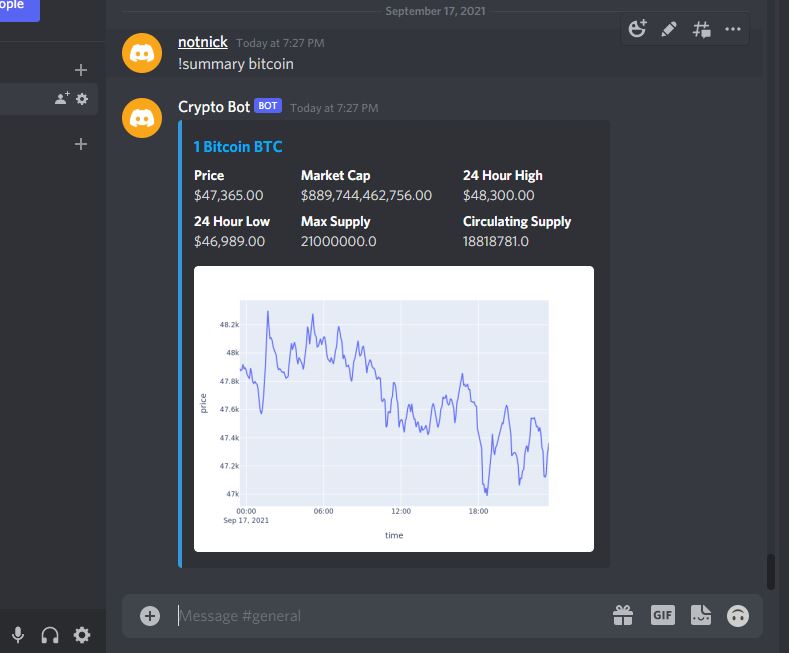 ople
September 17, 2021
notnick Today at 7:27 PM
!summary bitcoin
Crypto Bot BOT Today at 7:27 PM
1 Bitcoin BTC
Price Market Cap 24 Hour High
$47,365.00 $889,744,462,756.00 $48,300.00
24 Hour Low Max Supply Circulating Supply
$46,989.00 21000000.0 18818781.0
48.2k
48k
47.8k
47.6k
47.4k
47.2k
47k
price
00:00 06:00 12:00 18:00
Sep 17, 2021
time
Message #general
GIF